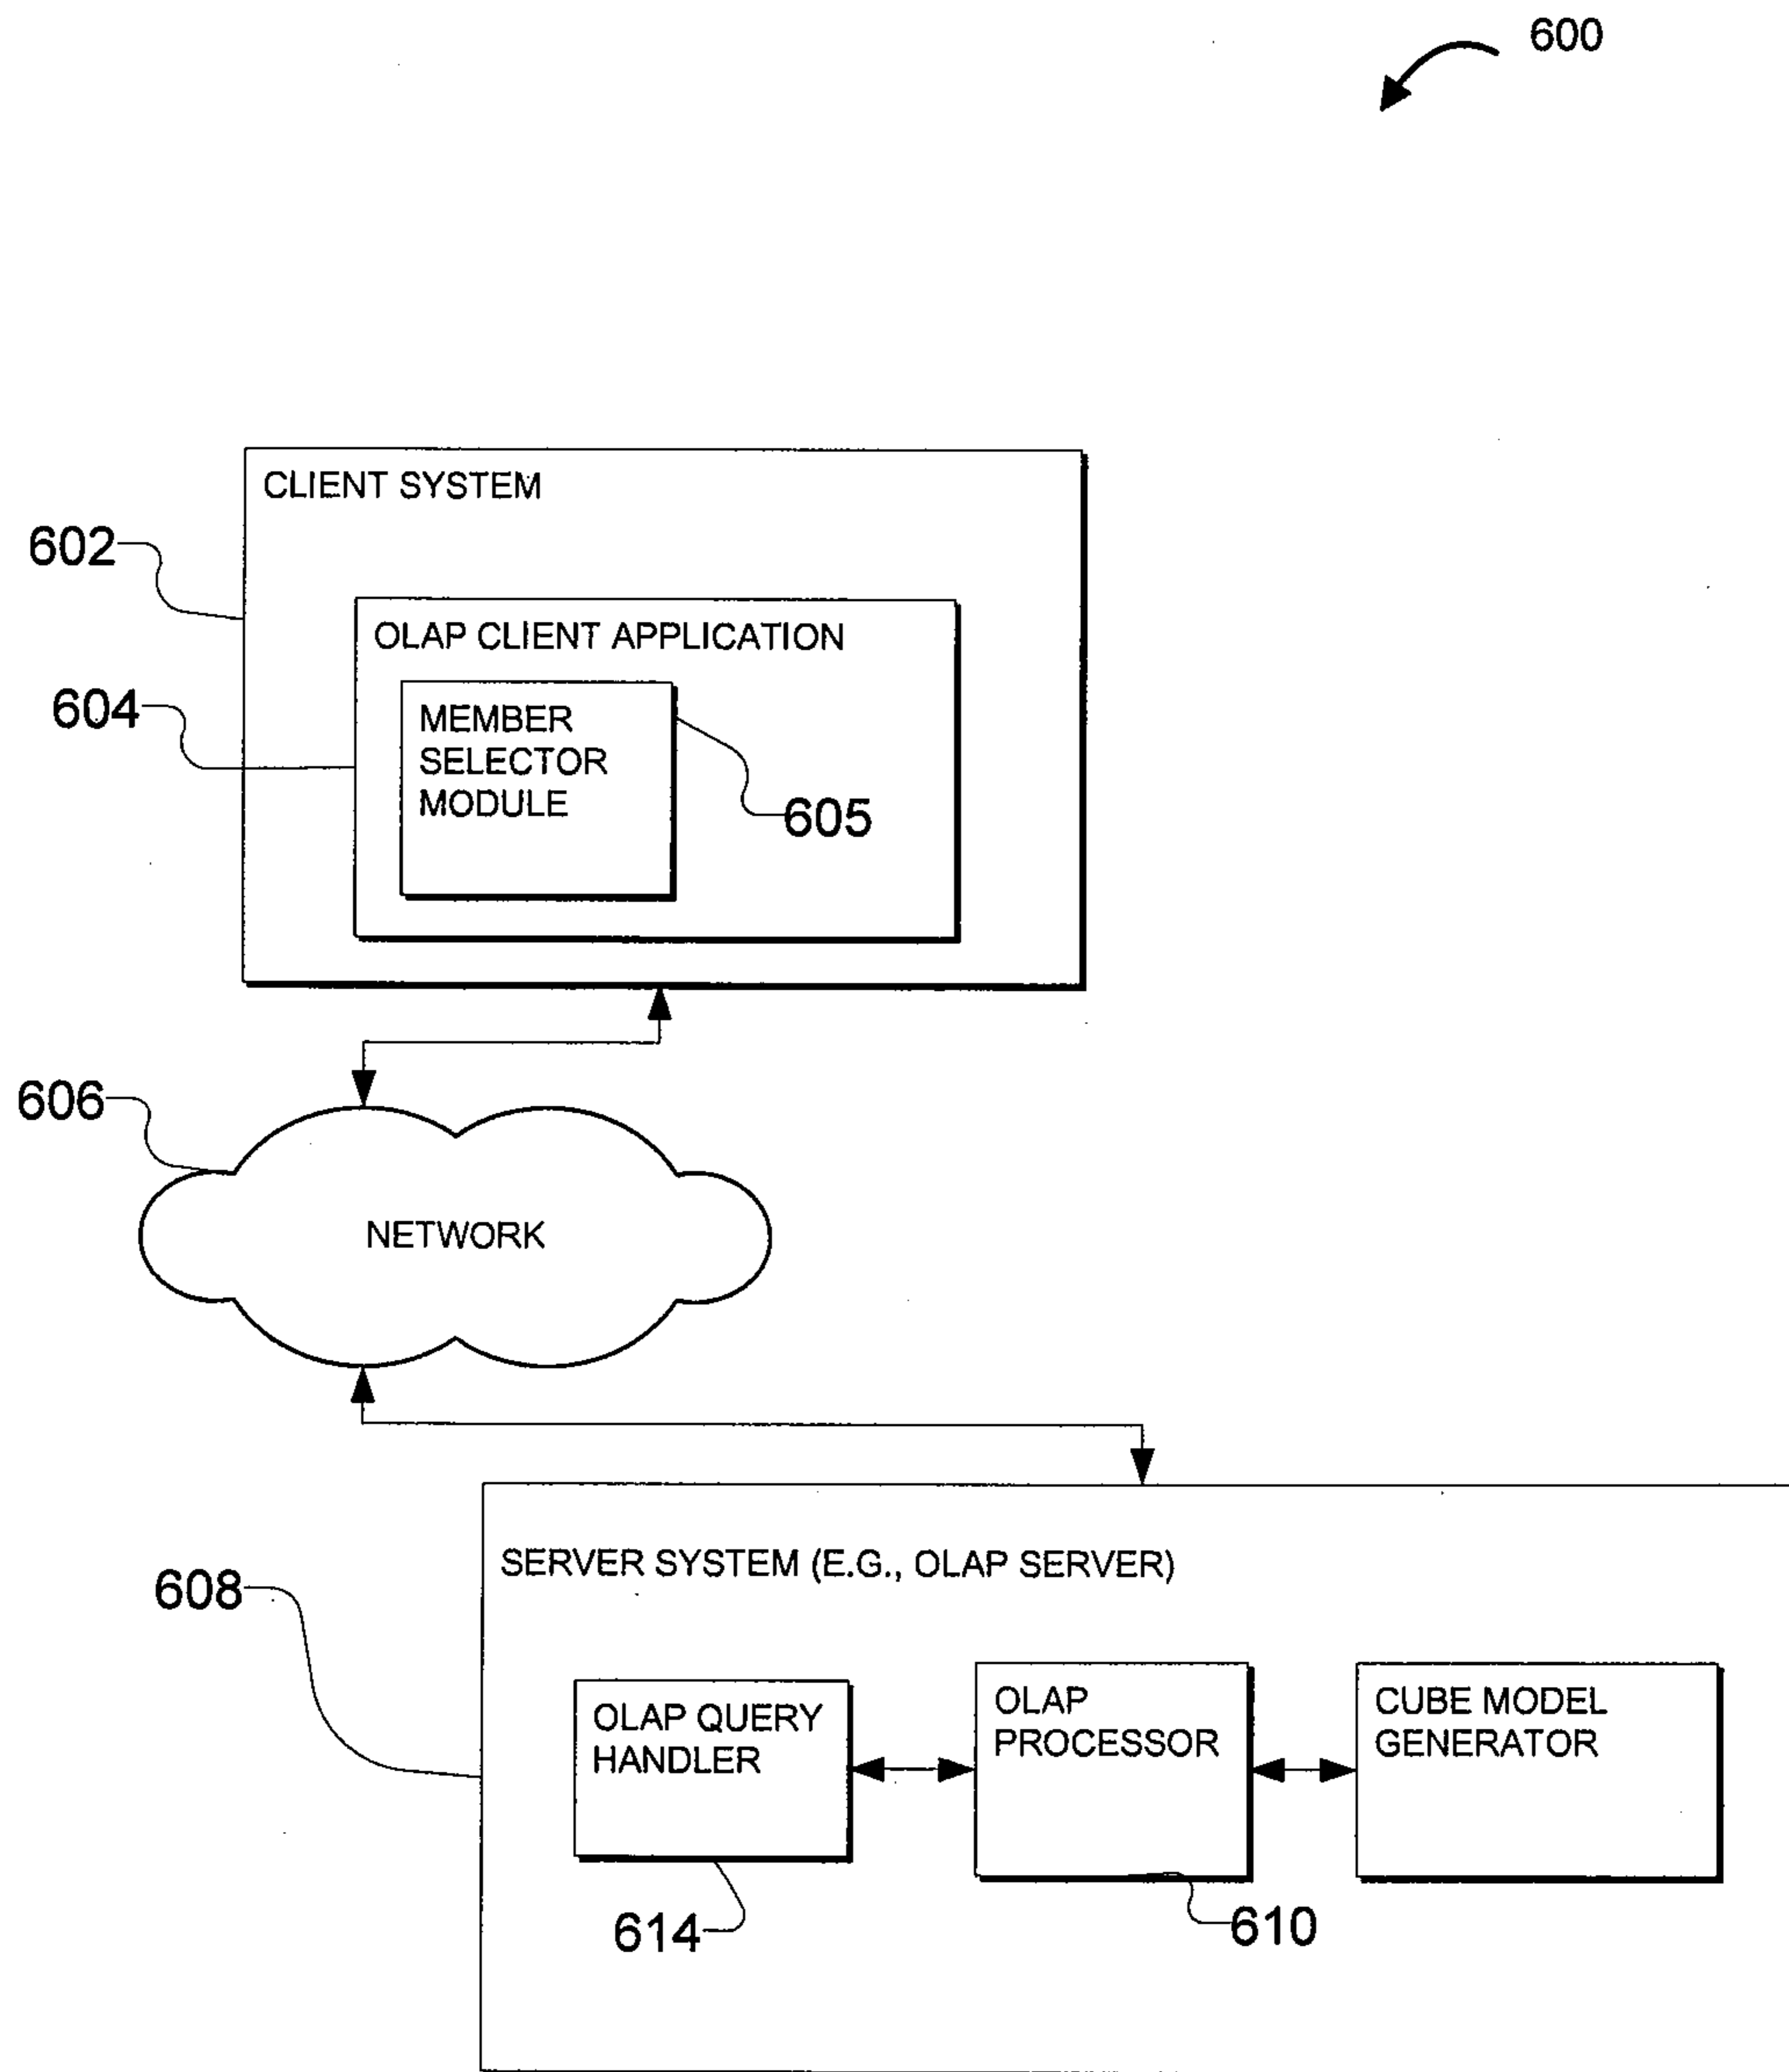 600
CLIENT SYSTEM
602
OLAP CLIENT APPLICATION
604
MEMBER
SELECTOR
MODULE
605
606
NETWORK
SERVER SYSTEM (E.G., OLAP SERVER)
608
OLAP QUERY
HANDLER
OLAP
PROCESSOR
CUBE MODEL
GENERATOR
614
610